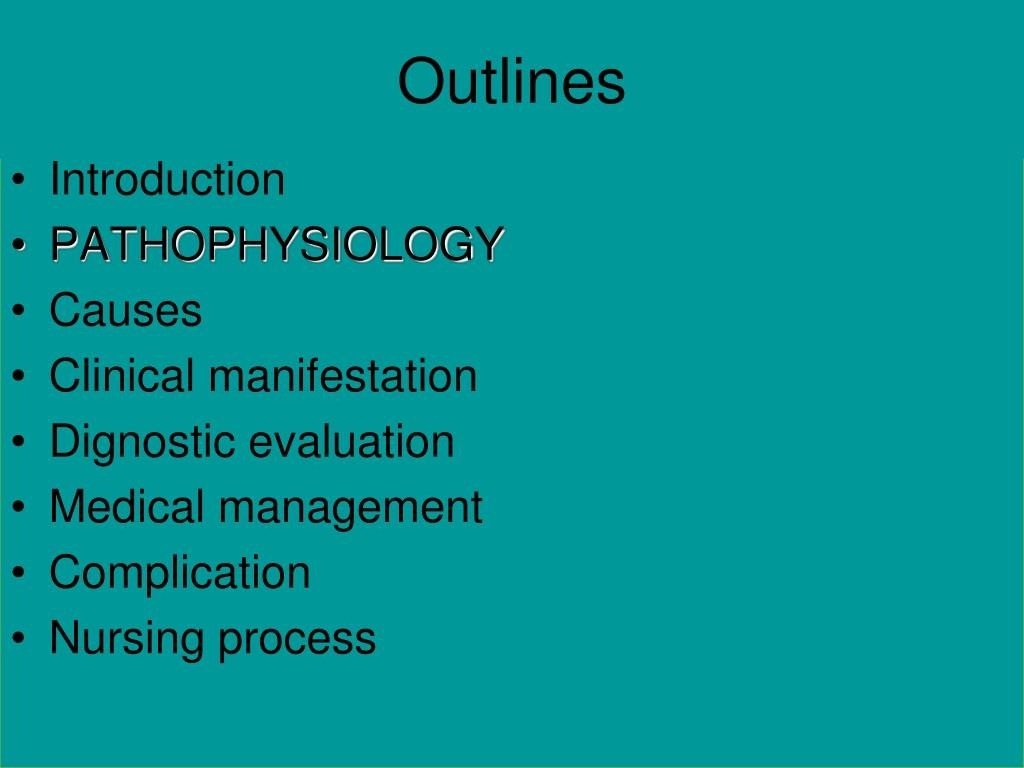 Outlines
• Introduction
• PATHOPHYSIOLOGY
• Causes
• Clinical manifestation
• Dignostic evaluation
• Medical management
• Complication
• Nursing process